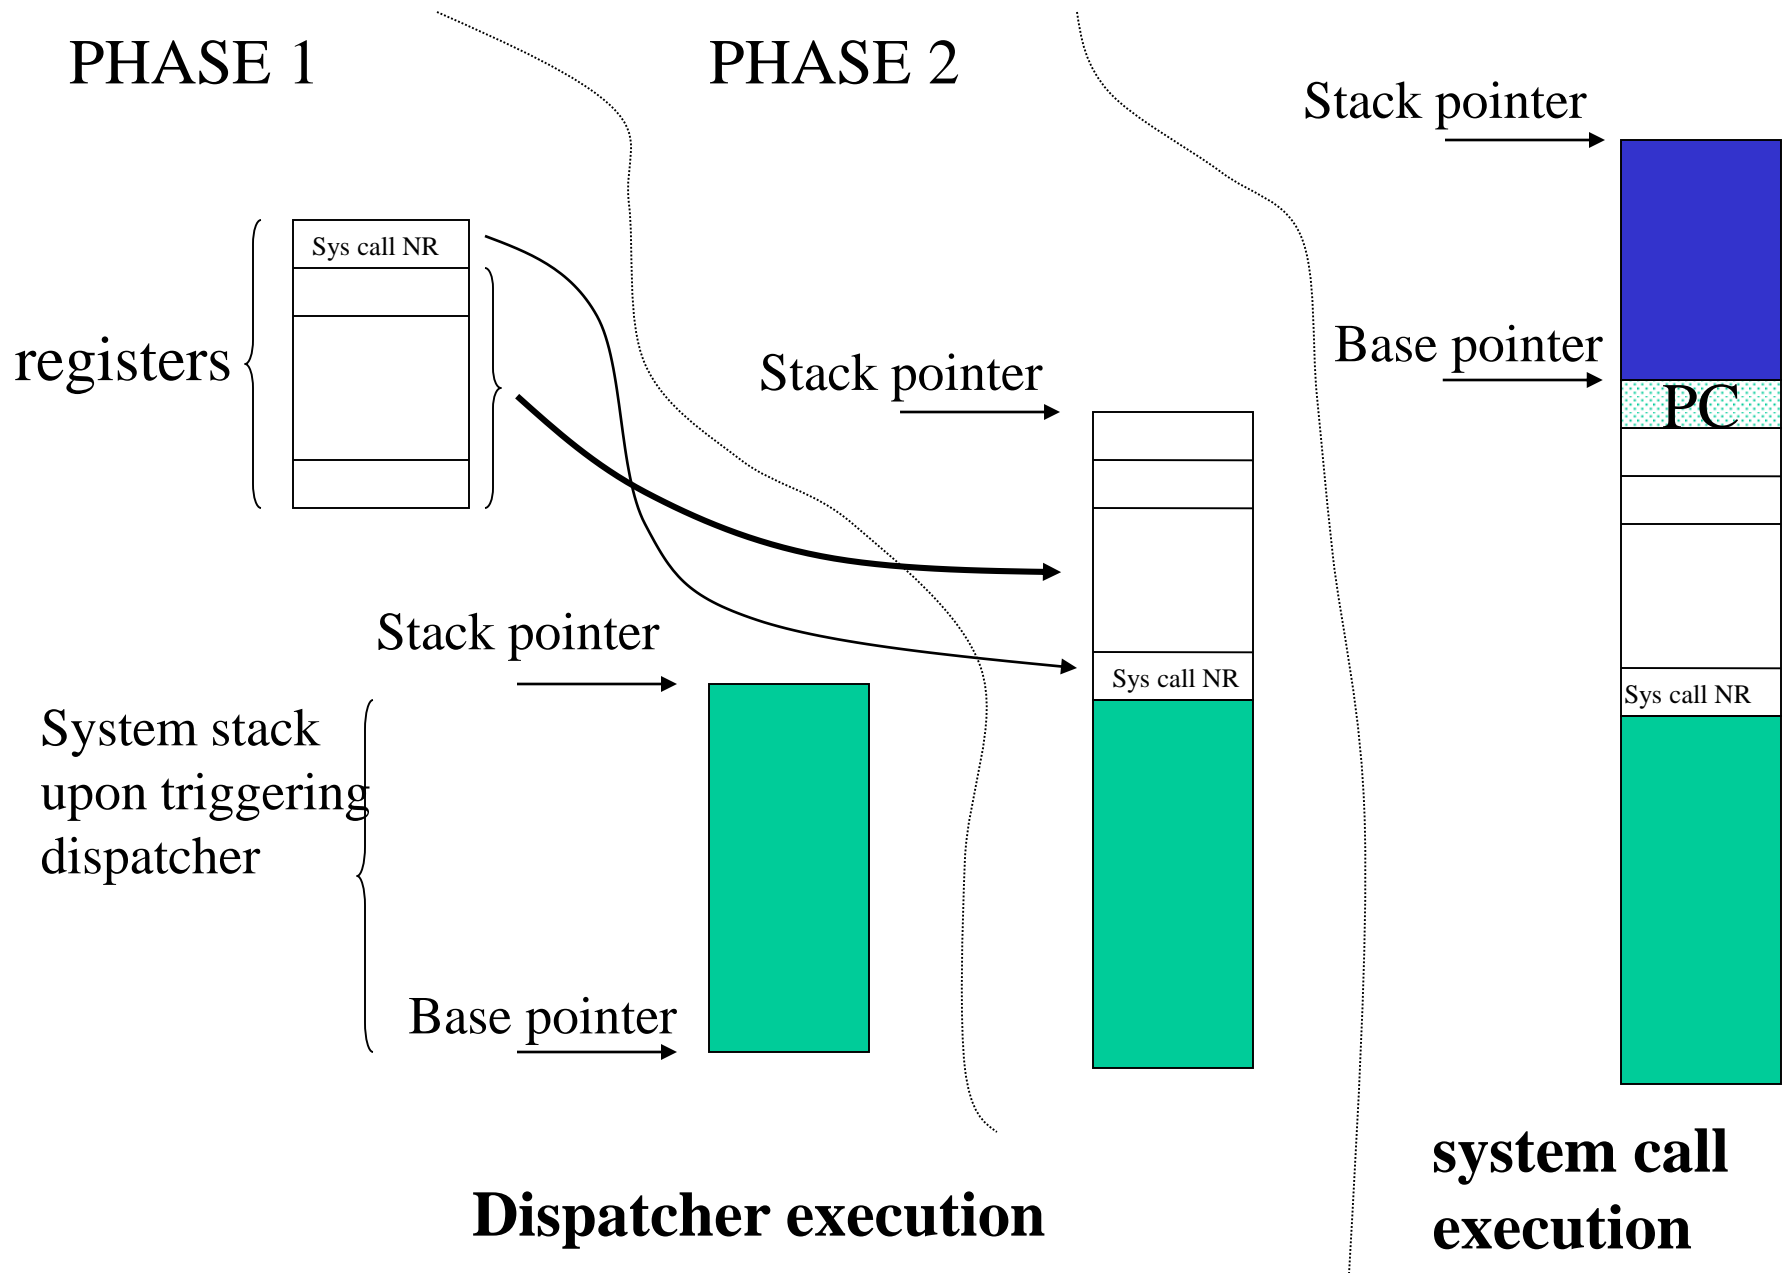 PHASE 1
PHASE 2
Stack pointer
Sys call NR
registers
Base pointer
Stack pointer
PC
Stack pointer
Sys call NR
Sys call NR
System stack
upon triggering
dispatcher
Base pointer
system call
execution
Dispatcher execution